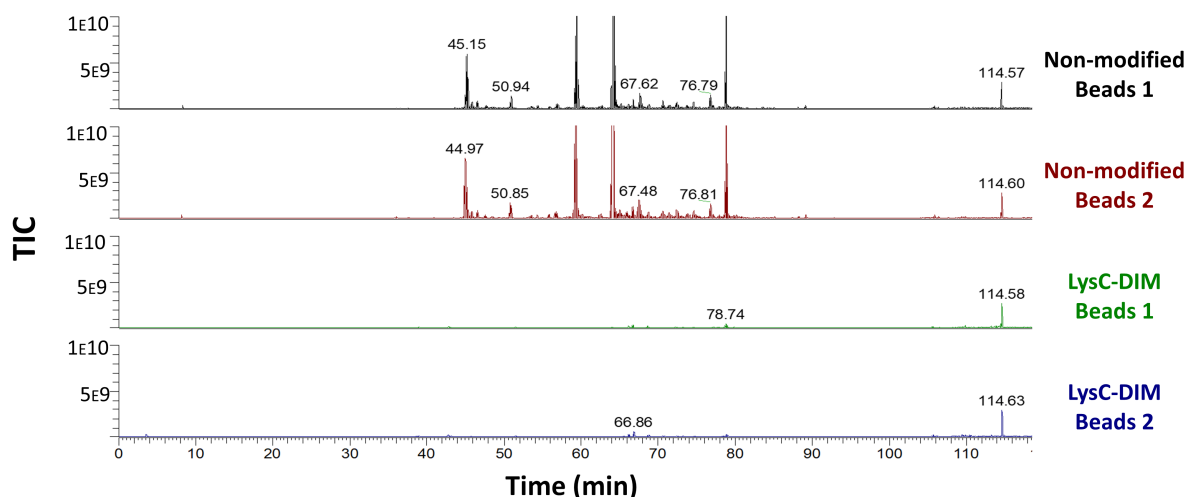 1E10
5E9
45.15
50.94
67.62
76.79
114.57
Non-modified
Beads 1
1E10
5E9
44.97
50.85
67.48
76.81
114.60
Non-modified
Beads 2
TIC
1E10
5E9
78.74
114.58
LysC-DIM
Beads 1
1E10
5E9
66.86
114.63
LysC-DIM
Beads 2
0 10 20 30 40 50 60 70 80 90 100 110
Time (min)